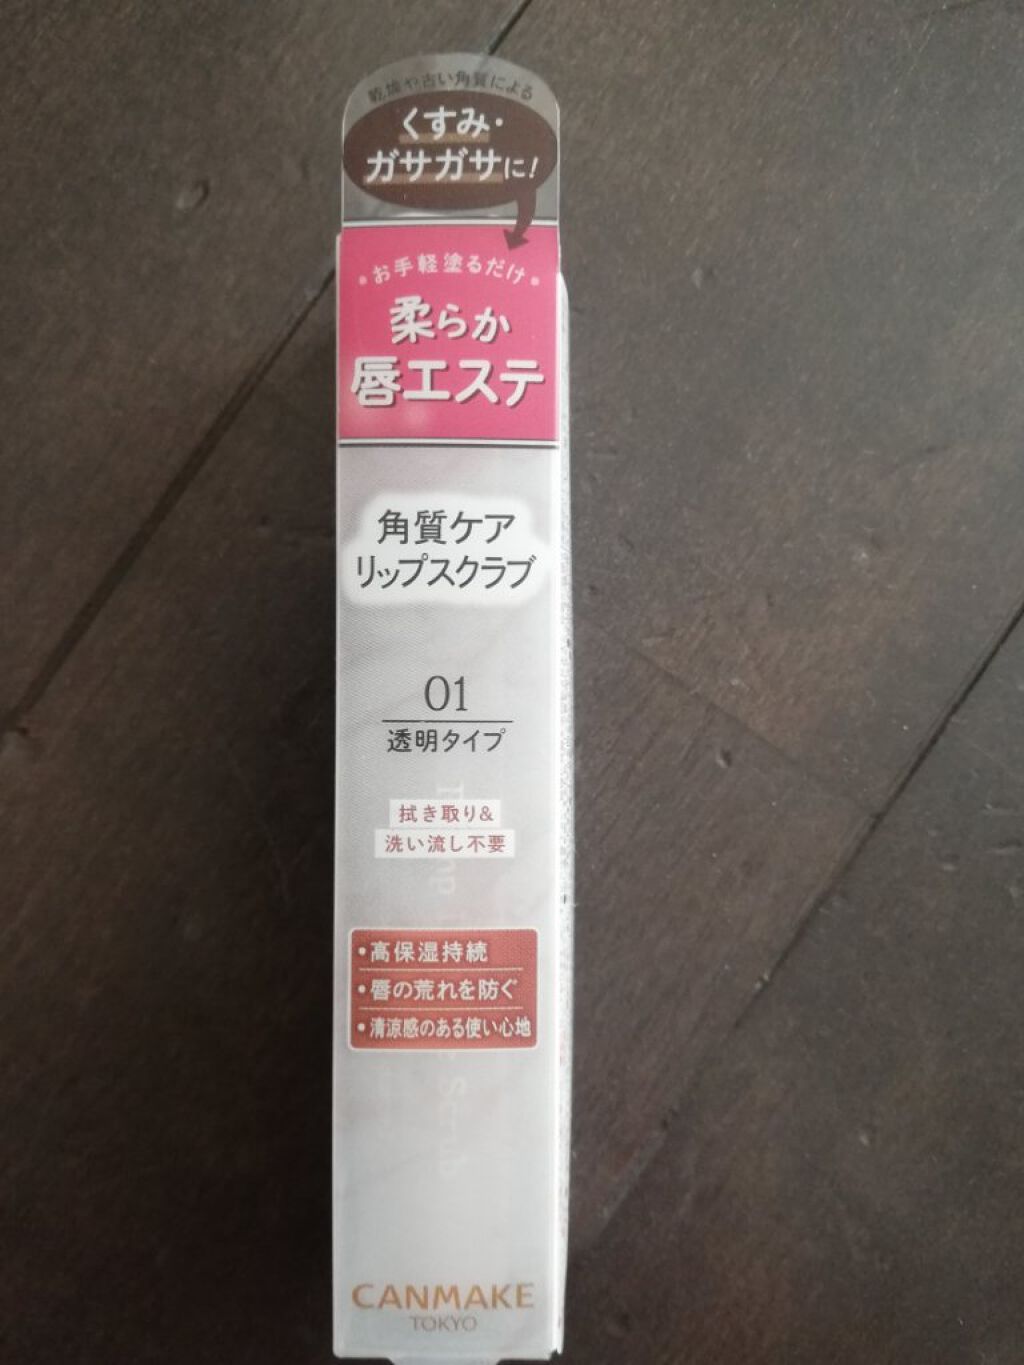 乾燥や古い角質による
くすみ・
ガサガサに!
・お手軽塗るだけ・
柔らか
唇エステ
角質ケア
リップスクラブ
01
透明タイプ
拭き取り&
洗い流し不要
・高保湿持続
・唇の荒れを防ぐ
・清涼感のある使い心地
Scrub
CANMAKE
TOKYO